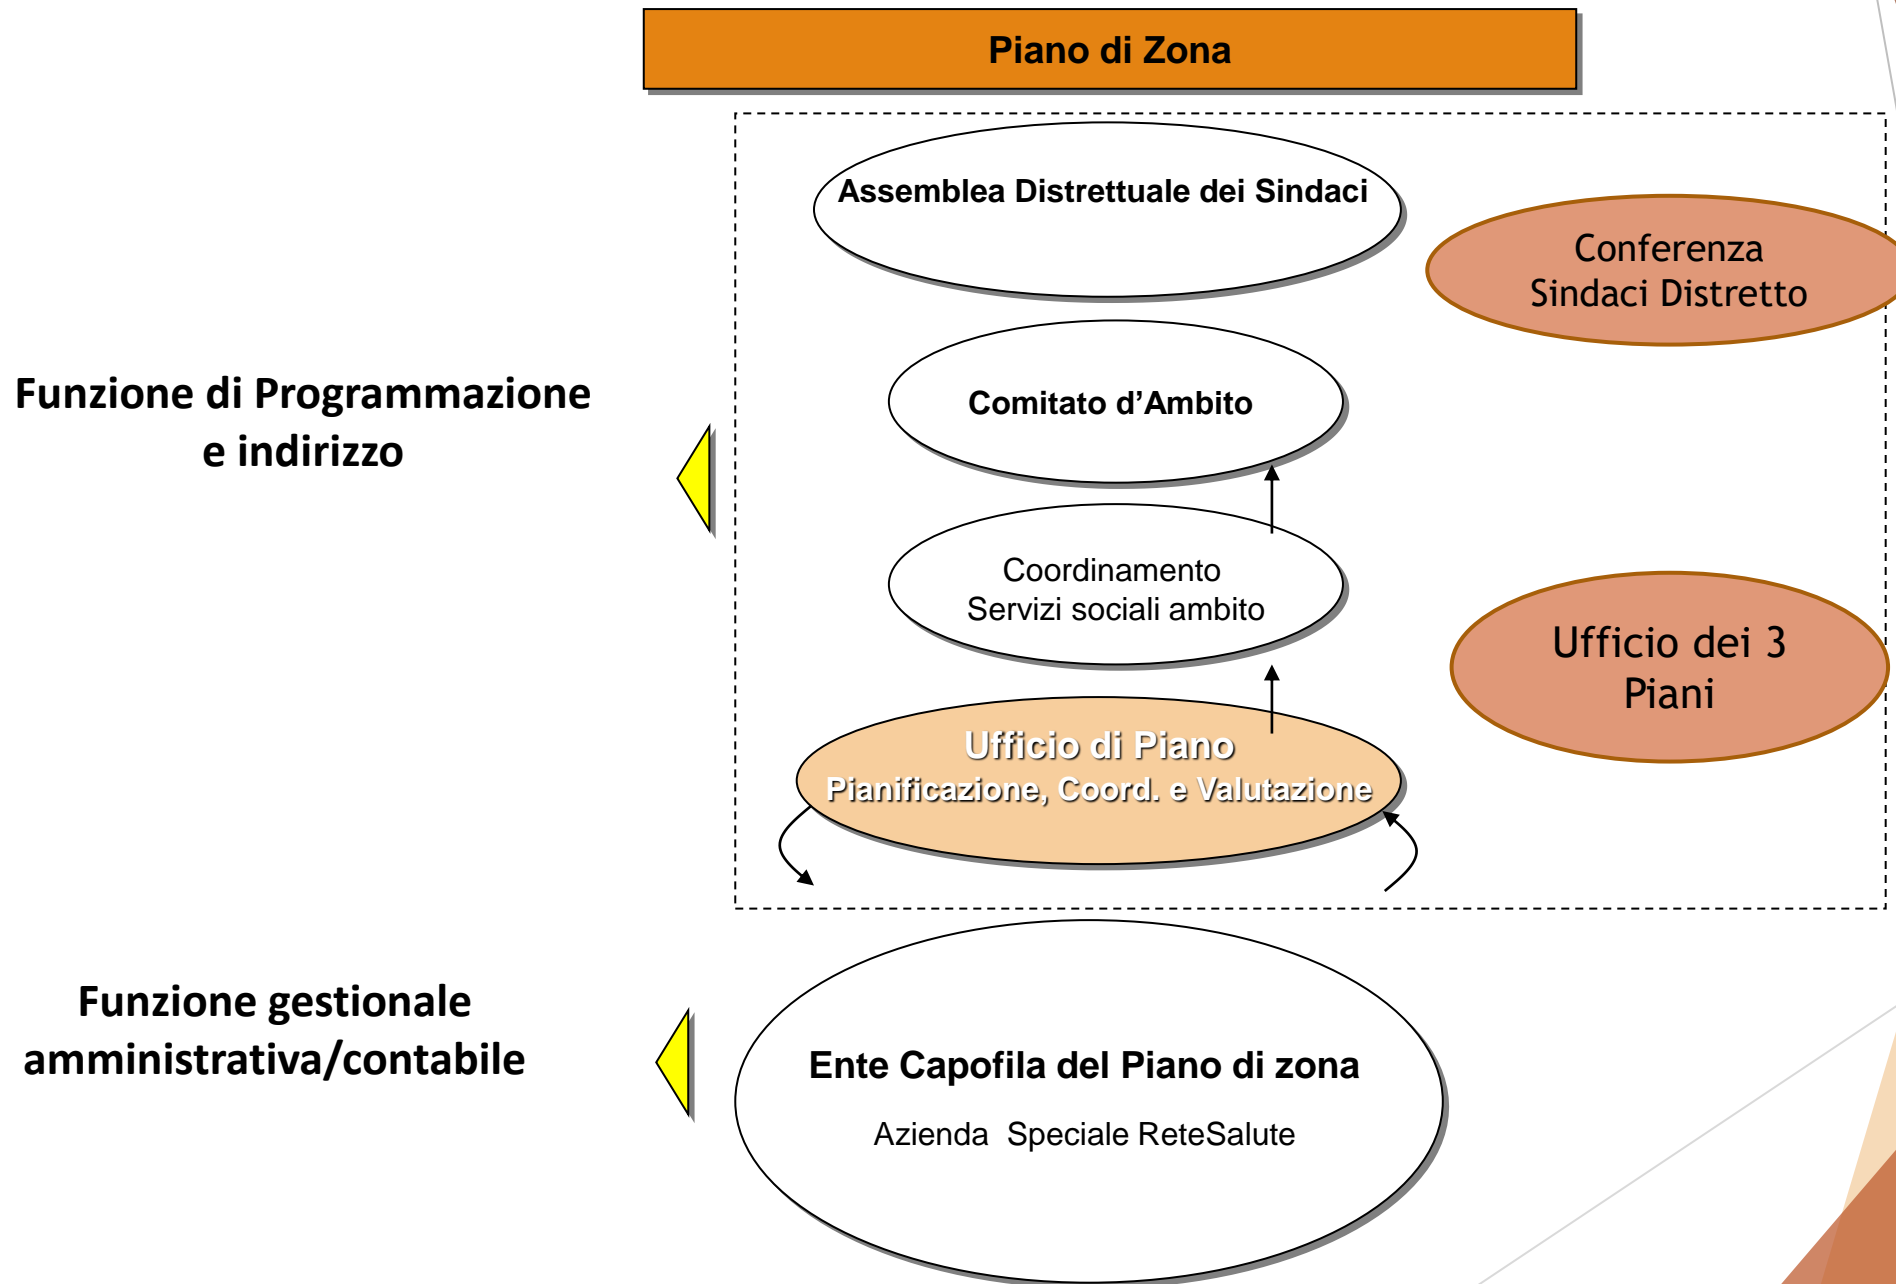 Piano di Zona
Assemblea Distrettuale dei Sindaci
Conferenza
Sindaci Distretto
Funzione di Programmazione
e indirizzo
Comitato d’Ambito
Coordinamento
Servizi sociali ambito
Ufficio dei 3
Piani
Ufficio di Piano
Pianificazione, Coord. e Valutazione
Funzione gestionale
amministrativa/contabile
Ente Capofila del Piano di zona
Azienda Speciale ReteSalute